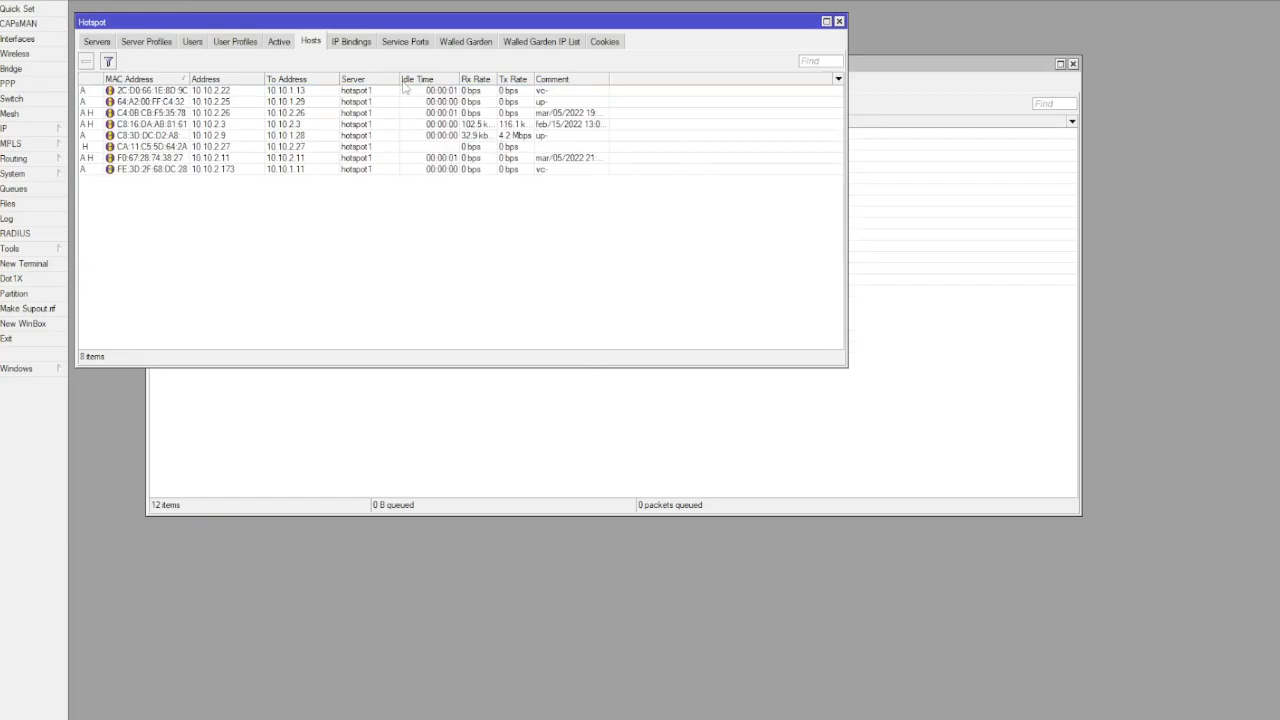 Quick Set
CAPsMAN
Interfaces
Wireless
Bridge
PPP
Switch
Mesh
IP
MPLS
Routing
System
Queues
Files
Log
RADIUS
Tools
New Terminal
Dot1X
Partition
Make Supout.rif
New WinBox
Exit
Windows
Hotspot
Servers Server Profiles Users User Profiles Active Hosts IP Bindings Service Ports Walled Garden Walled Garden IP List Cookies
Find
MAC Address Address To Address Server Idle Time Rx Rate Tx Rate Comment
A 2C:D0:66:1E:8D:9C 10.10.2.22 10.10.1.13 hotspot1 00:00:01 0 bps 0 bps vc-
A 64:A2:00:FF:C4:32 10.10.2.25 10.10.1.29 hotspot1 00:00:00 0 bps 0 bps up-
A H C4:0B:CB:F5:35:78 10.10.2.26 10.10.2.26 hotspot1 00:00:01 0 bps 0 bps mar/05/2022 19:...
A H C8:16:DA:AB:81:61 10.10.2.3 10.10.2.3 hotspot1 00:00:00 102.5 k... 116.1 k... feb/15/2022 13:0...
A C8:3D:DC:D2:A8:... 10.10.2.9 10.10.1.28 hotspot1 00:00:00 32.9 kb... 4.2 Mbps up-
H CA:11:C5:5D:64:2A 10.10.2.27 10.10.2.27 hotspot1 0 bps 0 bps
A H F0:67:28:74:38:27 10.10.2.11 10.10.2.11 hotspot1 00:00:01 0 bps 0 bps mar/05/2022 21:...
A FE:3D:2F:68:DC:28 10.10.2.173 10.10.1.11 hotspot1 00:00:00 0 bps 0 bps vc-
8 items
Find
12 items 0 B queued 0 packets queued